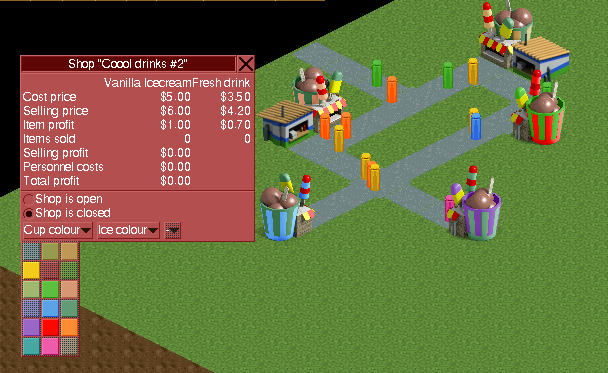 Shop "Coool drinks #2"
Vanilla Icecream Fresh drink
Cost price $5.00 $3.50
Selling price $6.00 $4.20
Item profit $1.00 $0.70
Items sold 0 0
Selling profit $0.00
Personnel costs $0.00
Total profit $0.00
Shop is open
Shop is closed
Cup colour Ice colour -